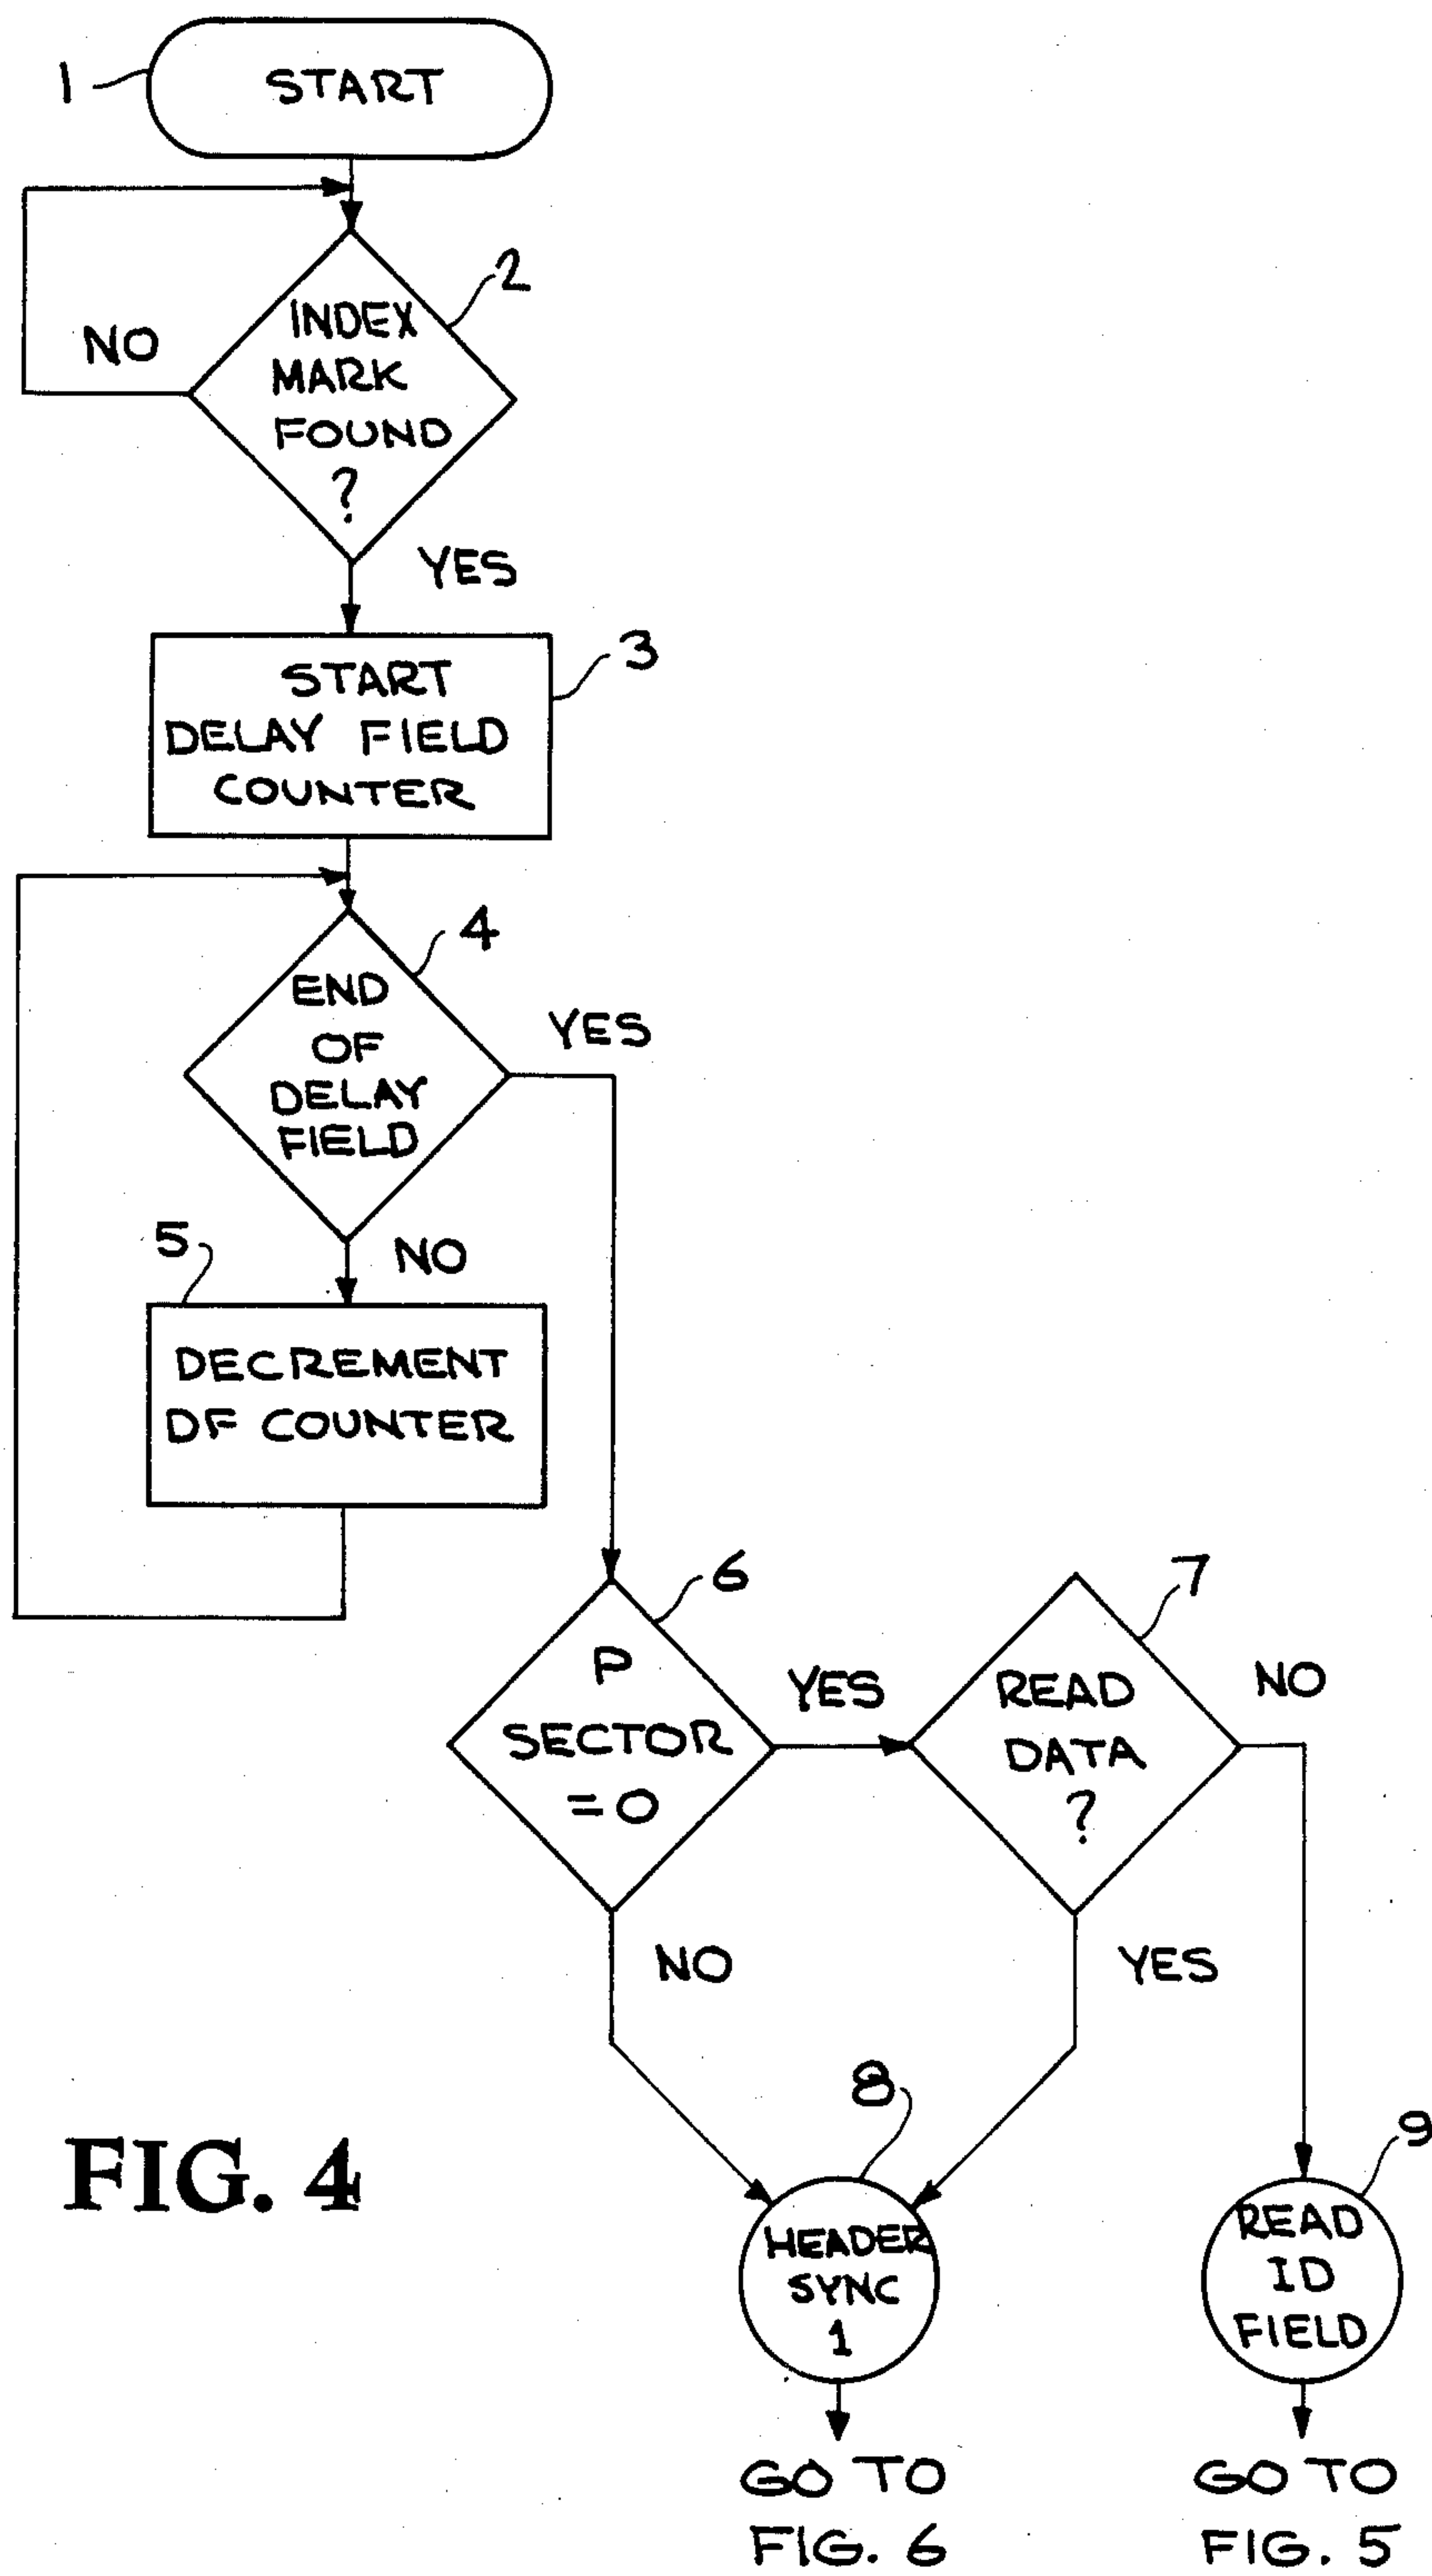 1
START
2
INDEX
MARK
FOUND
?
NO
YES
3
START
DELAY FIELD
COUNTER
4
END
OF
DELAY
FIELD
YES
NO
5
DECREMENT
DF COUNTER
6
P
SECTOR
=0
YES
7
READ
DATA
?
NO
NO
YES
8
HEADER
SYNC
1
9
READ
ID
FIELD
GO TO
FIG. 6
GO TO
FIG. 5
FIG. 4